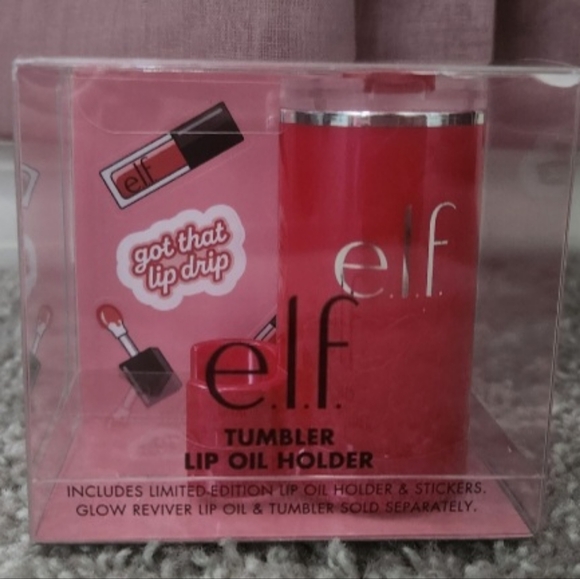 elf
got that
lip drip
e.l.f.
e.l.f.
TUMBLER
LIP OIL HOLDER
INCLUDES LIMITED-EDITION LIP OIL HOLDER & STICKERS.
GLOW REVIVER LIP OIL & TUMBLER SOLD SEPARATELY.